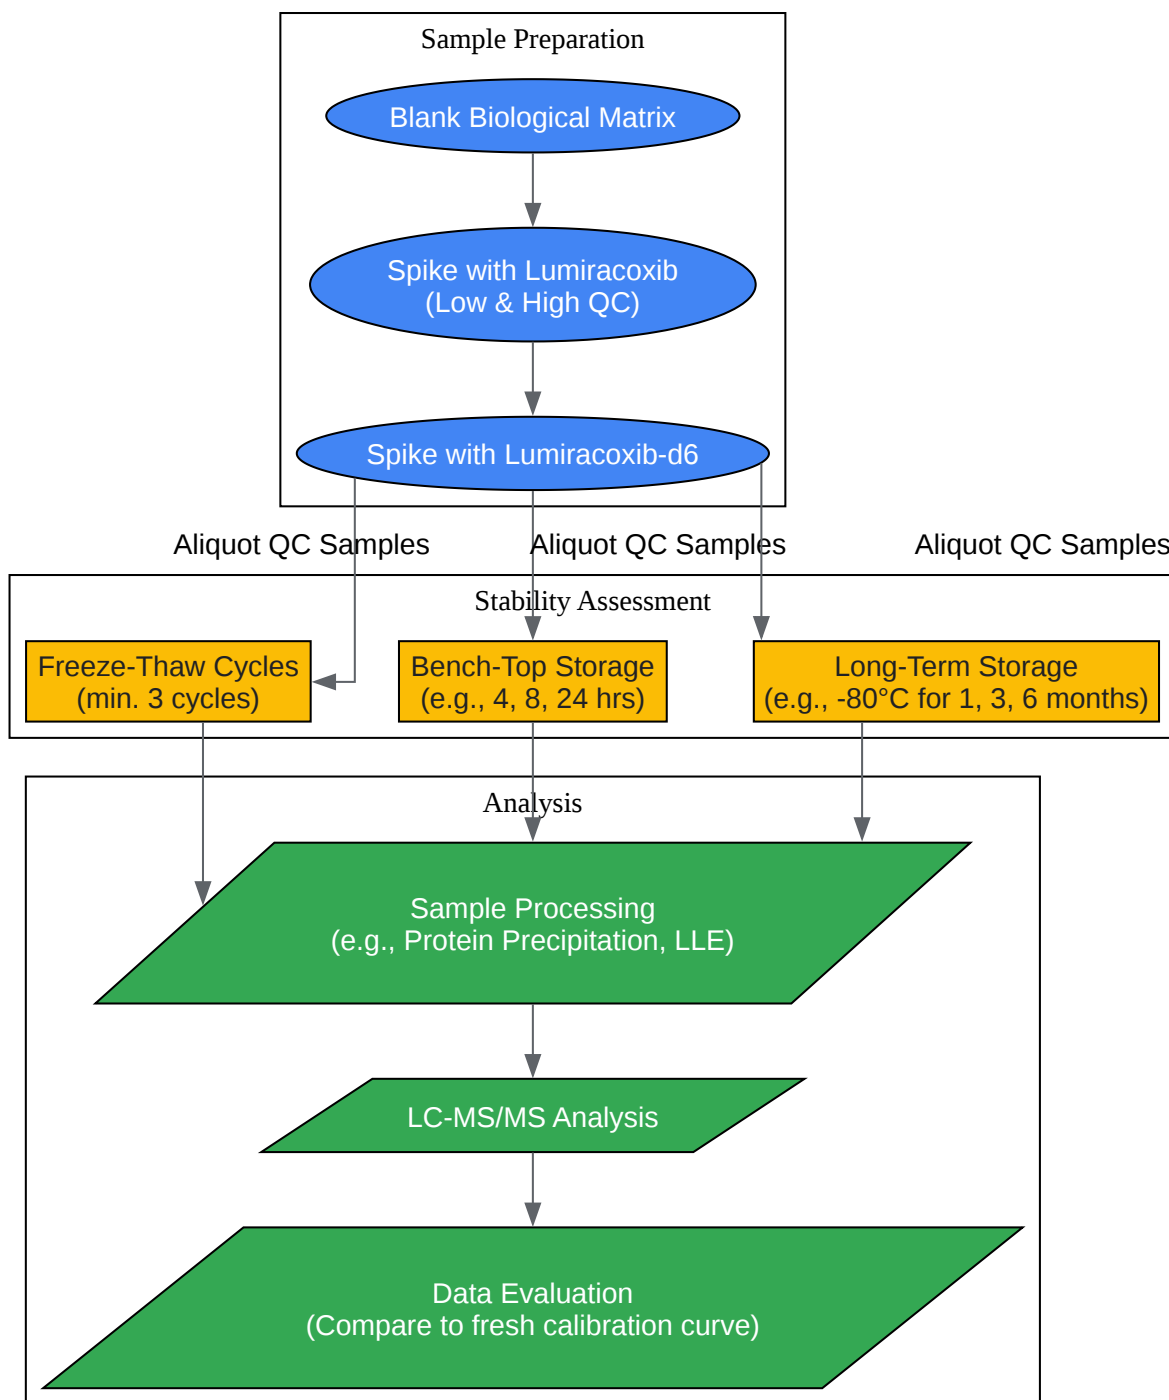 Sample Preparation
Blank Biological Matrix
Spike with Lumiracoxib
(Low & High QC)
Spike with Lumiracoxib-d6
Aliquot QC Samples
Aliquot QC Samples
Aliquot QC Samples
Stability Assessment
Freeze-Thaw Cycles
(min. 3 cycles)
Bench-Top Storage
(e.g., 4, 8, 24 hrs)
Long-Term Storage
(e.g., -80°C for 1, 3, 6 months)
Analysis
Sample Processing
(e.g., Protein Precipitation, LLE)
LC-MS/MS Analysis
Data Evaluation
(Compare to fresh calibration curve)